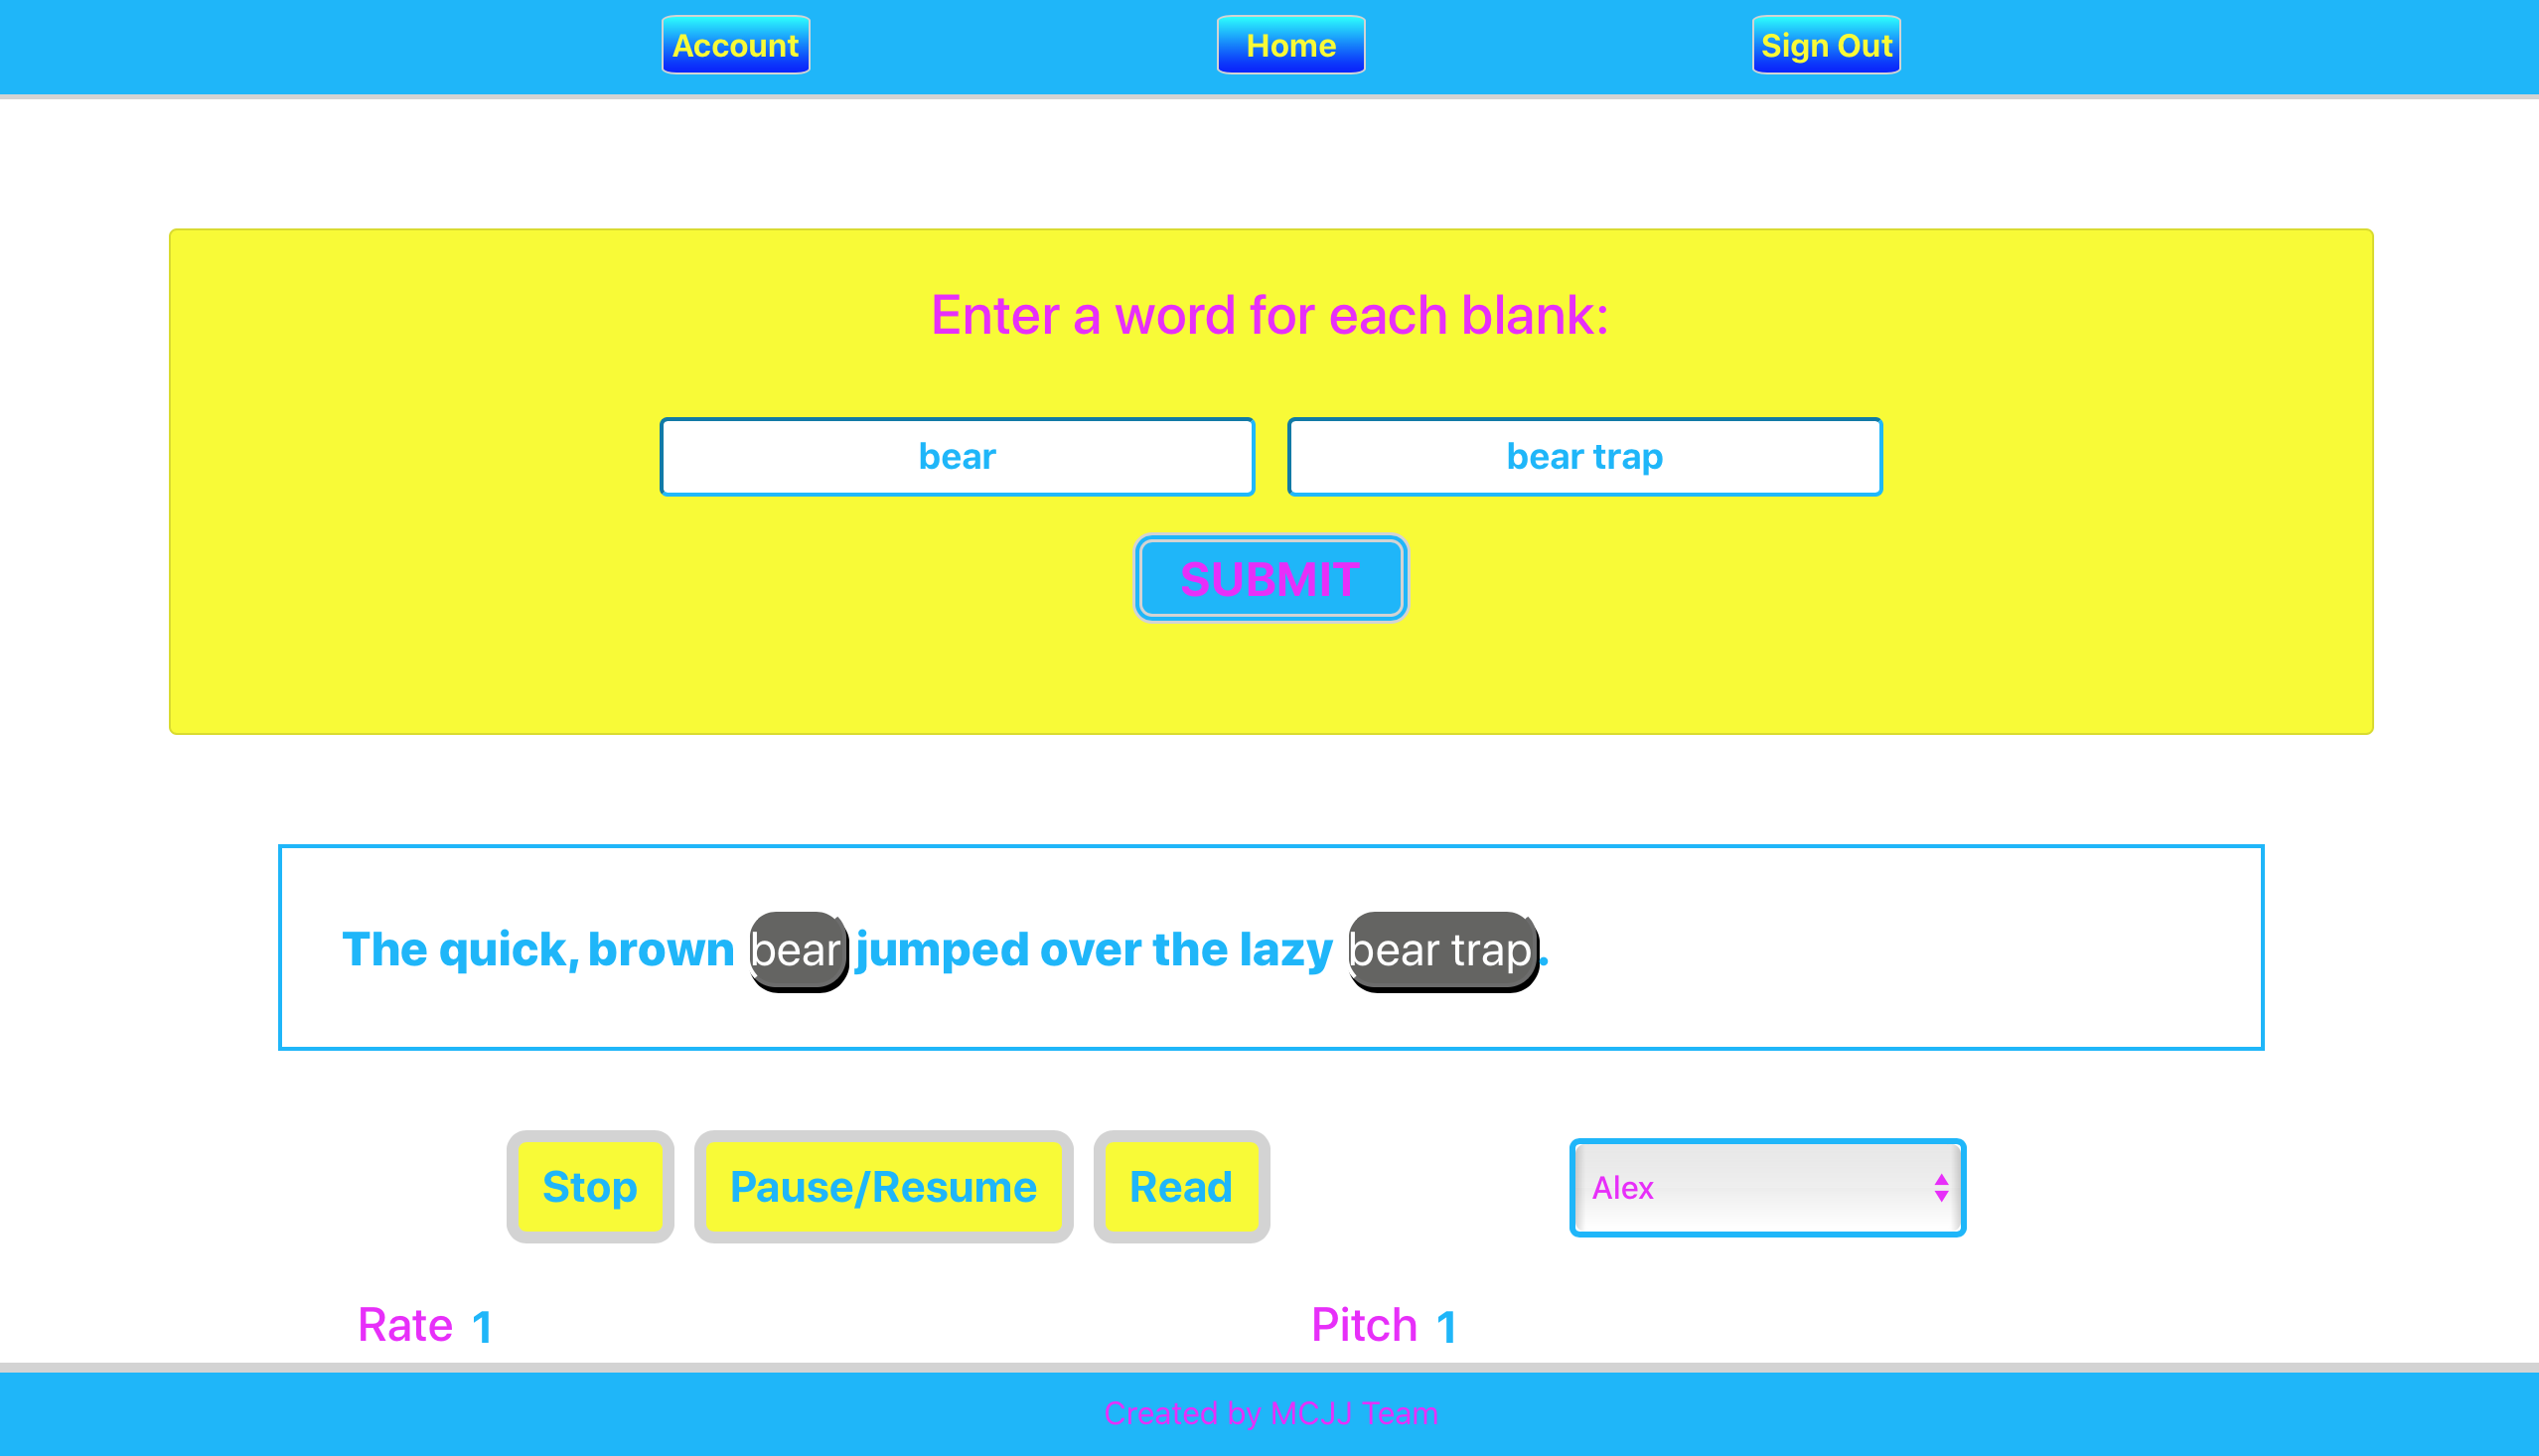 Account Home Sign Out
Enter a word for each blank:
bear bear trap
SUBMIT
The quick, brown bear jumped over the lazy bear trap.
Stop Pause/Resume Read Alex
Rate 1 Pitch 1
Created by MCJJ Team